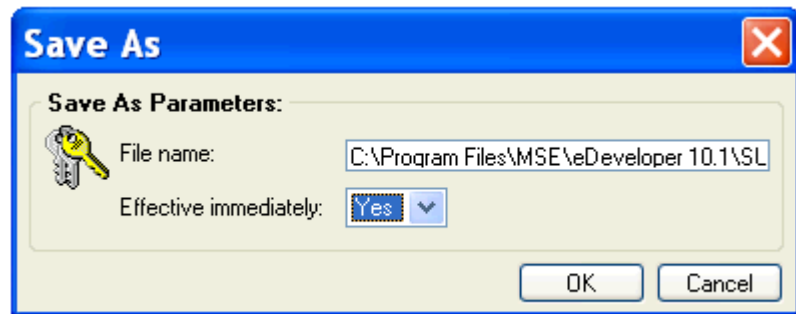 Save As
Save As Parameters:
File name: C:\Program Files\MSE\eDeveloper 10.1\SL
Effective immediately: Yes
OK Cancel